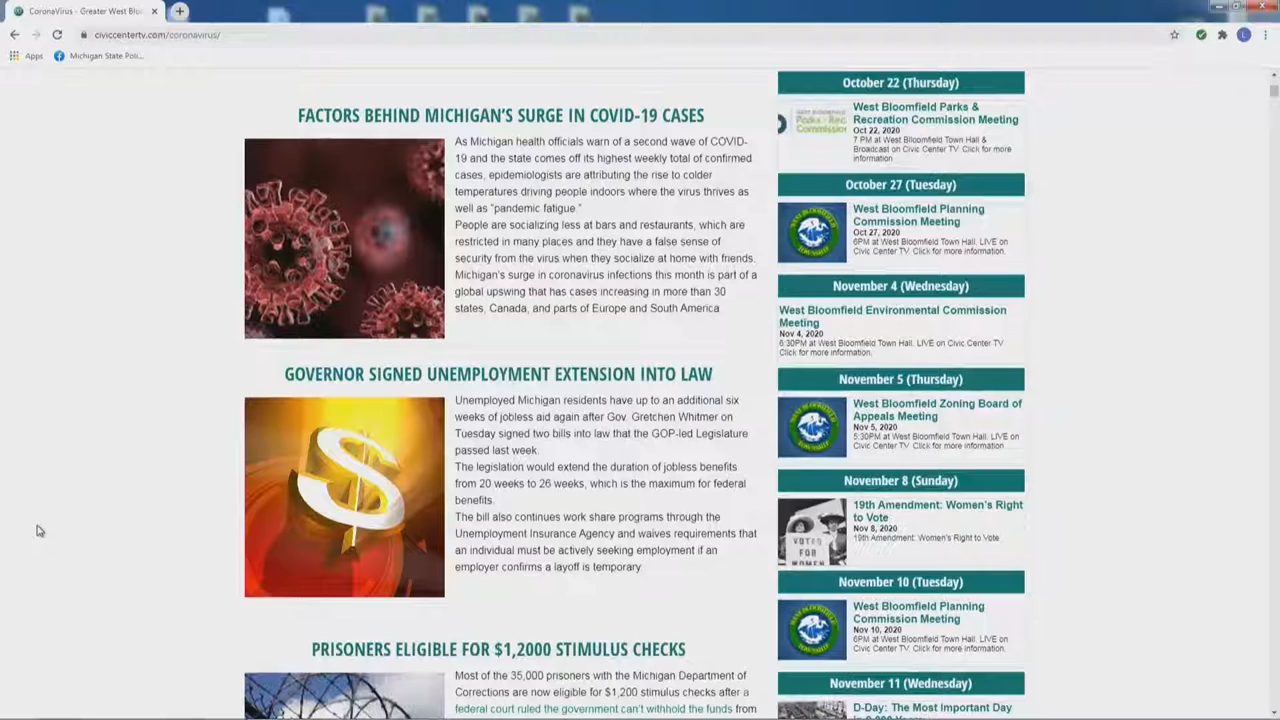 CoronaVirus - Greater West Bloo
civiccentertv.com/coronavirus/
Apps
Michigan State Poli...
L
FACTORS BEHIND MICHIGAN'S SURGE IN COVID-19 CASES
As Michigan health officials warn of a second wave of COVID-
19 and the state comes off its highest weekly total of confirmed
cases, epidemiologists are attributing the rise to colder
temperatures driving people indoors where the virus thrives as
well as "pandemic fatigue."
People are socializing less at bars and restaurants, which are
restricted in many places and they have a false sense of
security from the virus when they socialize at home with friends.
Michigan's surge in coronavirus infections this month is part of a
global upswing that has cases increasing in more than 30
states, Canada, and parts of Europe and South America
GOVERNOR SIGNED UNEMPLOYMENT EXTENSION INTO LAW
Unemployed Michigan residents have up to an additional six
weeks of jobless aid again after Gov. Gretchen Whitmer on
Tuesday signed two bills into law that the GOP-led Legislature
passed last week.
The legislation would extend the duration of jobless benefits
from 20 weeks to 26 weeks, which is the maximum for federal
benefits.
The bill also continues work share programs through the
Unemployment Insurance Agency and waives requirements that
an individual must be actively seeking employment if an
employer confirms a layoff is temporary
PRISONERS ELIGIBLE FOR $1,2000 STIMULUS CHECKS
Most of the 35,000 prisoners with the Michigan Department of
Corrections are now eligible for $1,200 stimulus checks after a
federal court ruled the government can't withhold the funds from
October 22 (Thursday)
Parks - Rec
Commission
West Bloomfield Parks &
Recreation Commission Meeting
Oct 22, 2020
7 PM at West Bloomfield Town Hall &
Broadcast on Civic Center TV. Click for more
information
October 27 (Tuesday)
West Bloomfield Planning
Commission Meeting
Oct 27, 2020
6PM at West Bloomfield Town Hall. LIVE on
Civic Center TV. Click for more information.
November 4 (Wednesday)
West Bloomfield Environmental Commission
Meeting
Nov 4, 2020
6:30PM at West Bloomfield Town Hall. LIVE on Civic Center TV
Click for more information.
November 5 (Thursday)
West Bloomfield Zoning Board of
Appeals Meeting
Nov 5, 2020
5:30PM at West Bloomfield Town Hall. LIVE on
Civic Center TV. Click for more information.
November 8 (Sunday)
VOTES
FOR
WOMEN
19th Amendment: Women's Right
to Vote
Nov 8, 2020
19th Amendment: Women's Right to Vote
November 10 (Tuesday)
West Bloomfield Planning
Commission Meeting
Nov 10, 2020
6PM at West Bloomfield Town Hall. LIVE on
Civic Center TV. Click for more information.
November 11 (Wednesday)
D-Day: The Most Important Day